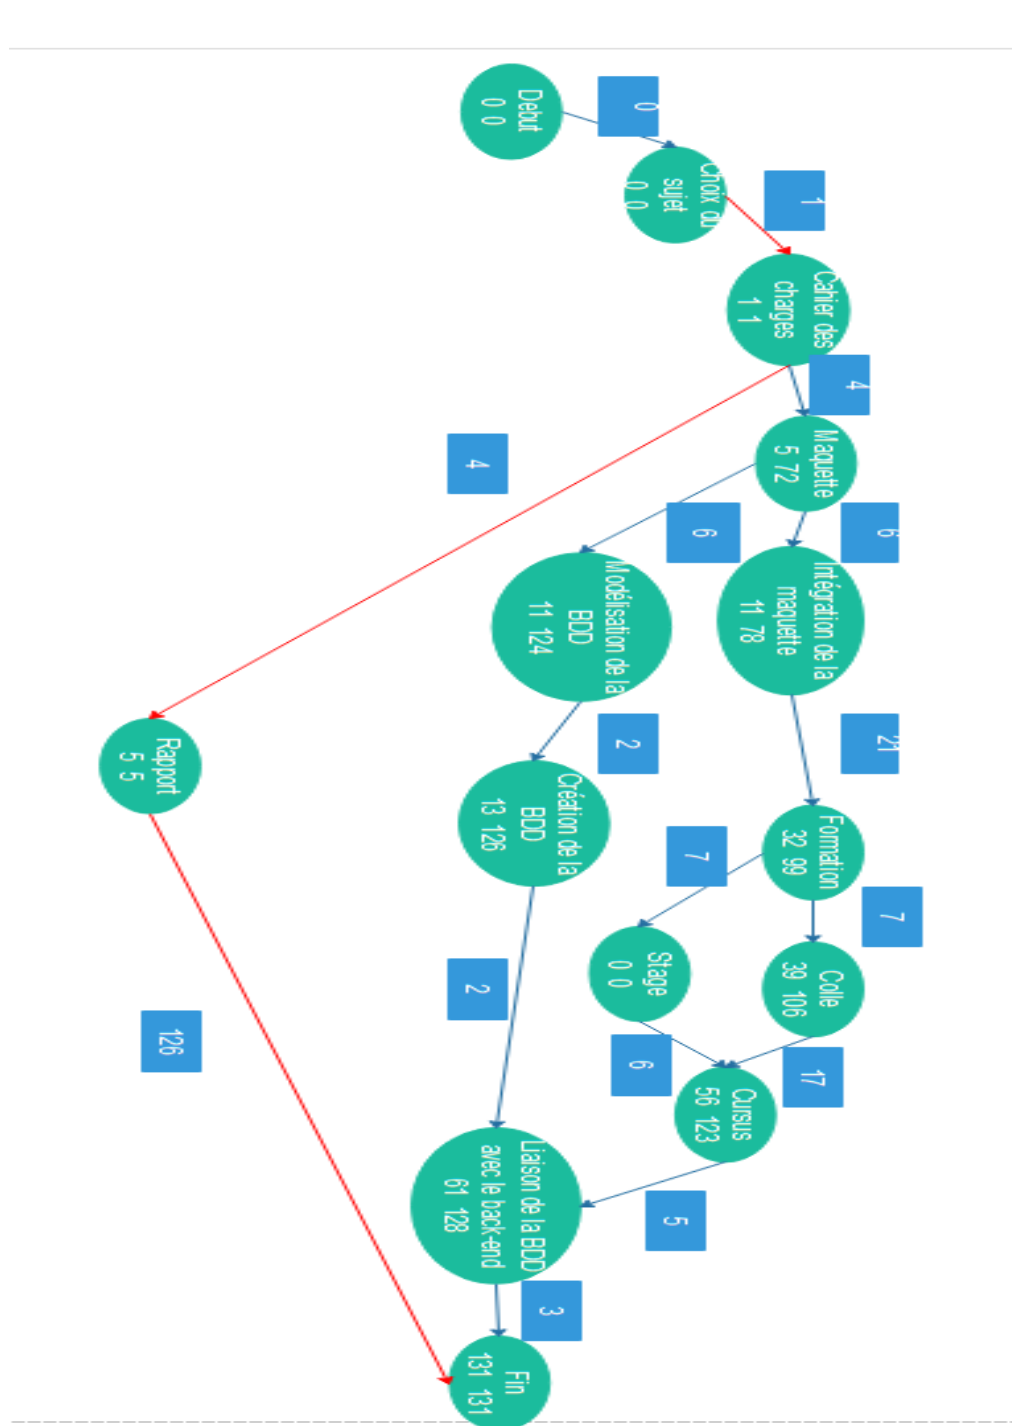 Debut
0 0
0
Choix du
sujet
0 0
1
Cahier des
charges
1 1
4
4
Maquette
5 72
6
6
Intégration de la
maquette
11 78
Modélisation de la
BDD
11 124
21
2
Rapport
5 5
Création de la
BDD
13 126
Formation
32 99
7
7
Stage
0 0
Colle
39 106
2
6
17
126
Cursus
56 123
5
Liaison de la BDD
avec le back-end
61 128
3
Fin
131 131